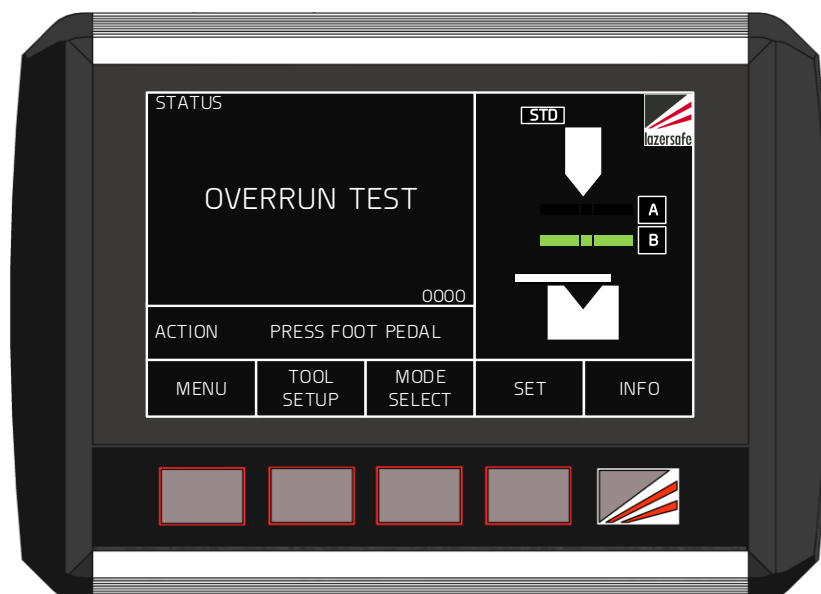 STATUS
OVERRUN TEST
0000
ACTION PRESS FOOT PEDAL
STD
lazersafe
A
B
MENU
TOOL
SETUP
MODE
SELECT
SET
INFO